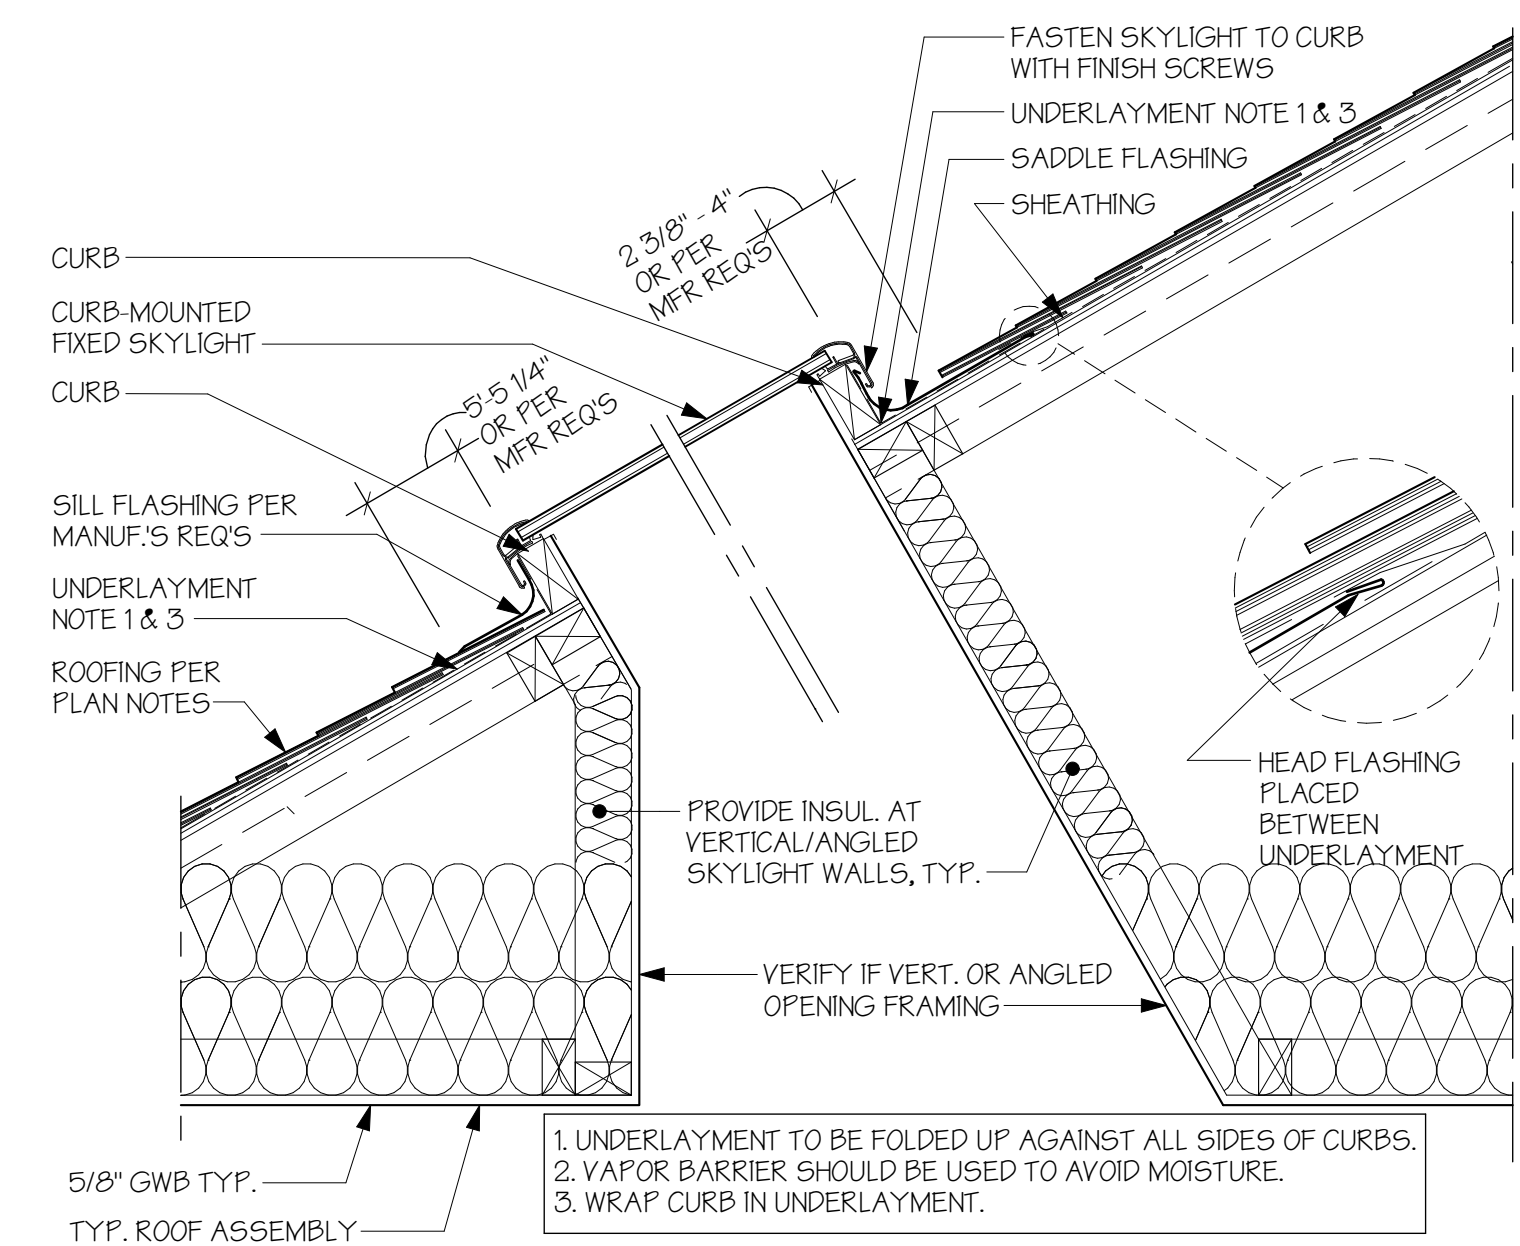 FASTEN SKYLIGHT TO CURB
WITH FINISH SCREWS
UNDERLAYMENT NOTE 1 & 3
SADDLE FLASHING
SHEATHING
2 3/8" - 4"
OR PER
MFR REQ'S
CURB
CURB-MOUNTED
FIXED SKYLIGHT
CURB
5'-5 1/4"
OR PER
MFR REQ'S
SILL FLASHING PER
MANUF.'S REQ'S
UNDERLAYMENT
NOTE 1 & 3
ROOFING PER
PLAN NOTES
HEAD FLASHING
PLACED
BETWEEN
UNDERLAYMENT
PROVIDE INSUL. AT
VERTICAL/ANGLED
SKYLIGHT WALLS, TYP.
VERIFY IF VERT. OR ANGLED
OPENING FRAMING
1. UNDERLAYMENT TO BE FOLDED UP AGAINST ALL SIDES OF CURBS.
2. VAPOR BARRIER SHOULD BE USED TO AVOID MOISTURE.
3. WRAP CURB IN UNDERLAYMENT.
5/8" GWB TYP.
TYP. ROOF ASSEMBLY